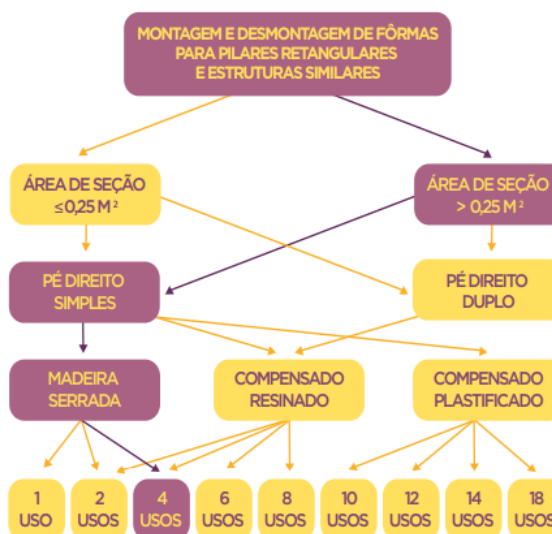 MONTAGEM E DESMONTAGEM DE FÔRMAS
PARA PILARES RETANGULARES
E ESTRUTURAS SIMILARES
ÁREA DE SEÇÃO
≤ 0,25 M²
ÁREA DE SEÇÃO
> 0,25 M²
PÉ DIREITO
SIMPLES
PÉ DIREITO
DUPLO
MADEIRA
SERRADA
COMPENSADO
RESINADO
COMPENSADO
PLASTIFICADO
1
USO
2
USOS
4
USOS
6
USOS
8
USOS
10
USOS
12
USOS
14
USOS
18
USOS